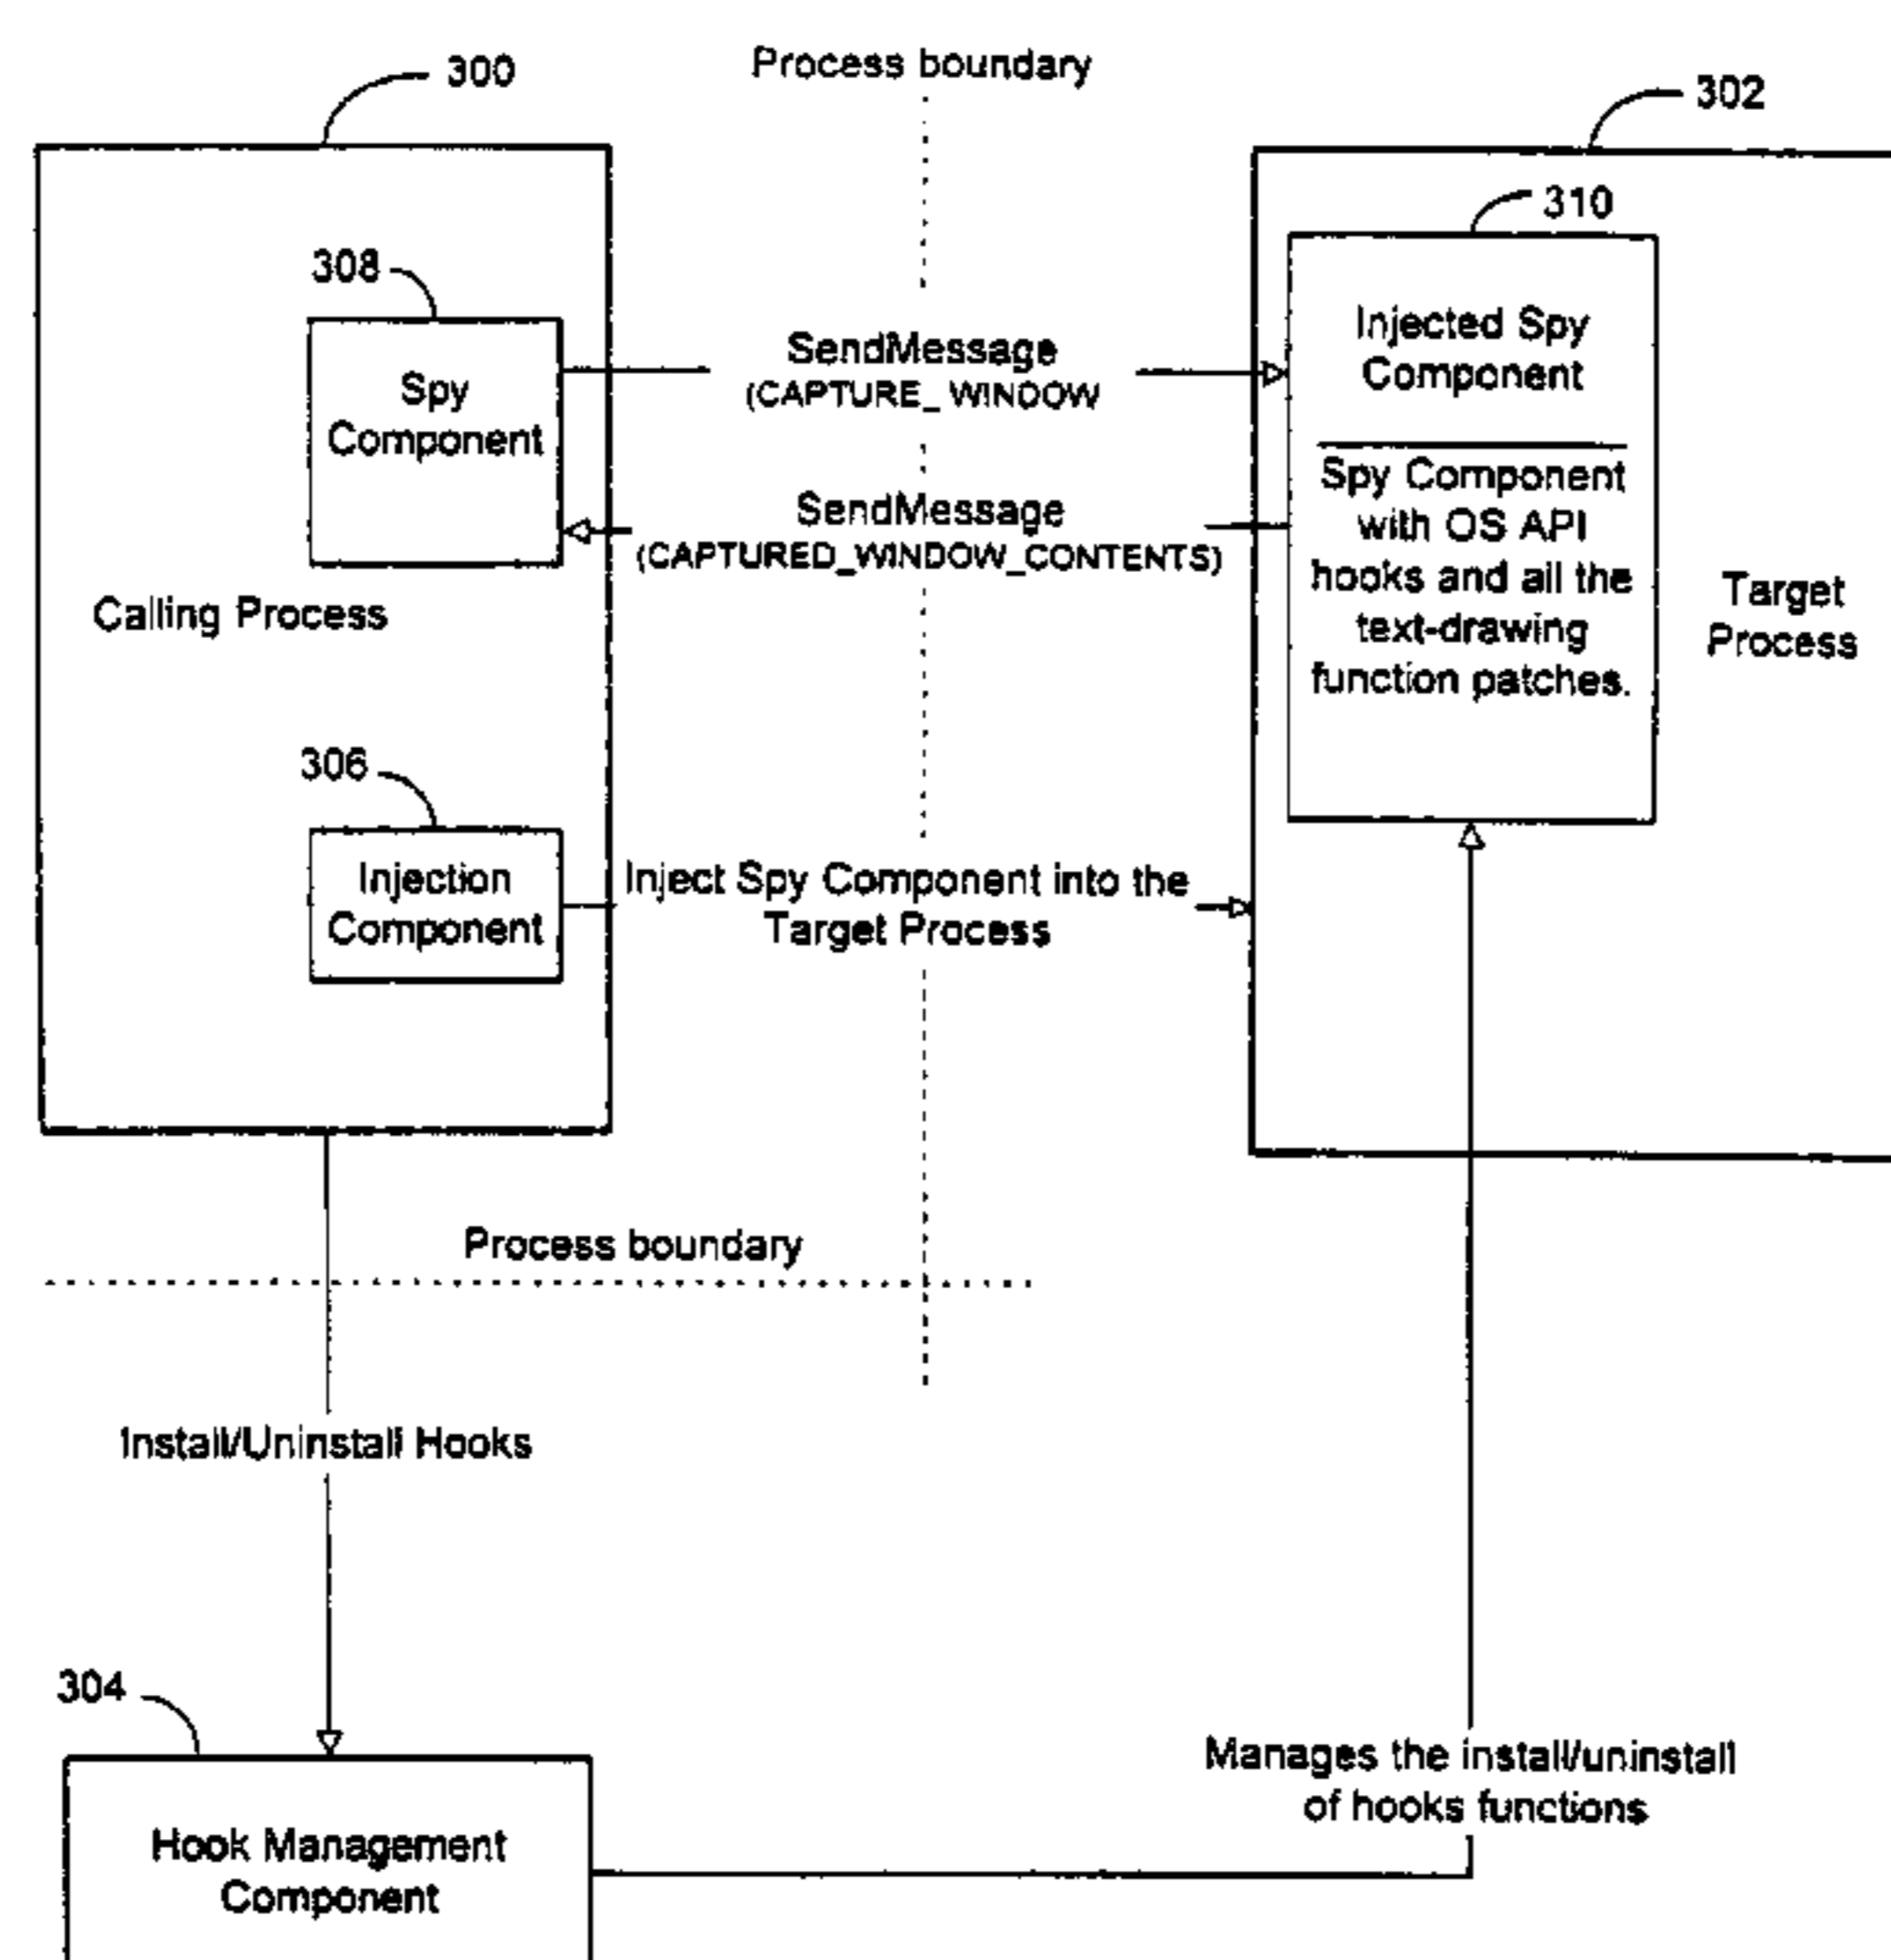 Process boundary
300
302
310
308
Injected Spy
Component
SendMessage
(CAPTURE_ WINDOW
Spy
Component
Spy Component
with OS API
hooks and all the
text-drawing
function patches.
SendMessage
(CAPTURED_WINDOW_CONTENTS)
Calling Process
Target
Process
306
Injection
Component
Inject Spy Component into the
Target Process
Process boundary
Install/Uninstall Hooks
304
Manages the install/uninstall
of hooks functions
Hook Management
Component